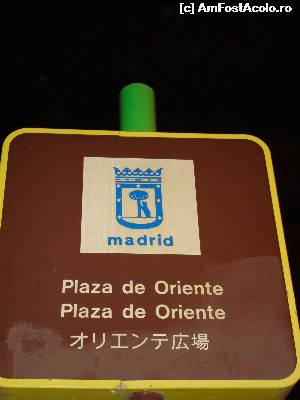 [c] AmFostAcolo.ro
madrid
Plaza de Oriente
Plaza de Oriente
オリエンテ広場